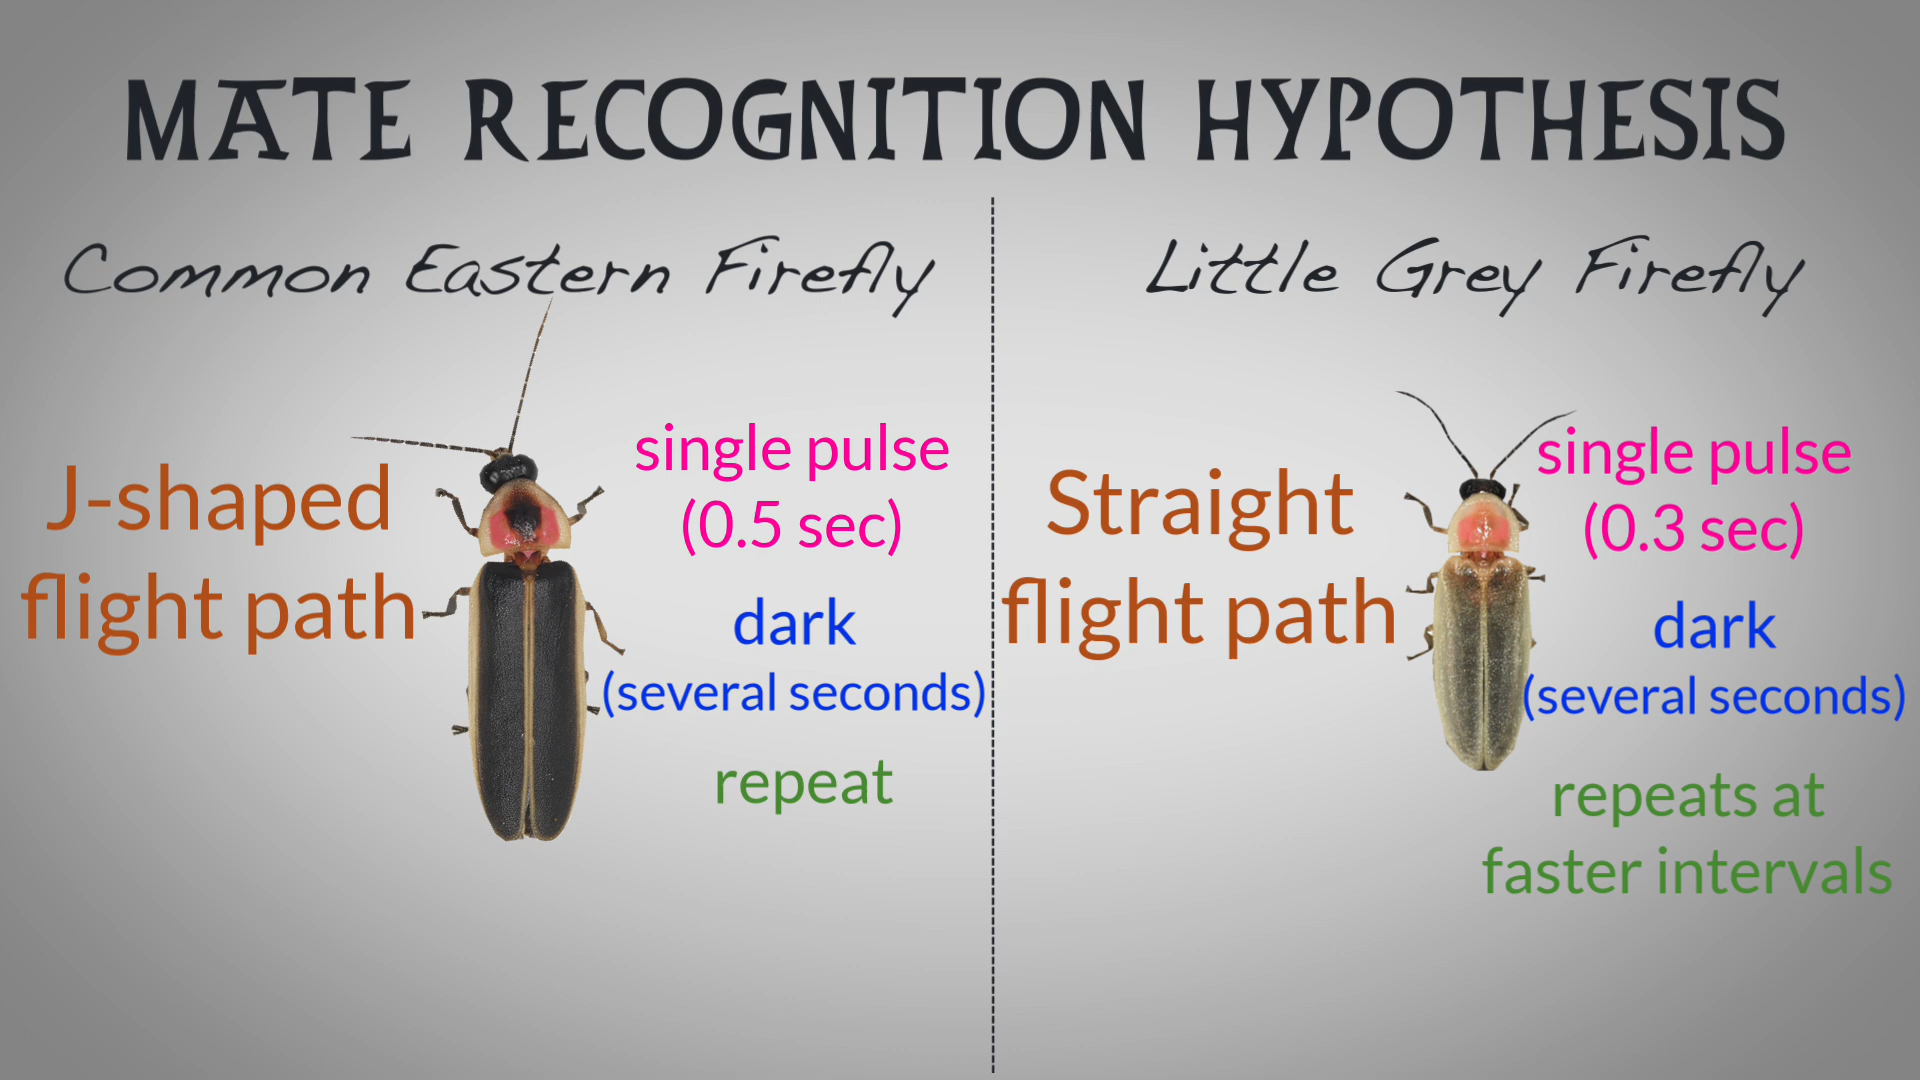 MATE RECOGNITION HYPOTHESIS
Common Eastern Firefly
J-shaped
flight path
single pulse
(0.5 sec)
dark
(several seconds)
repeat
Little Grey Firefly
Straight
flight path
single pulse
(0.3 sec)
dark
(several seconds)
repeats at
faster intervals